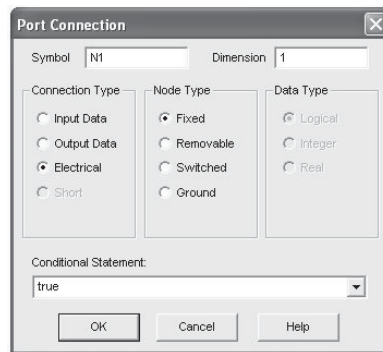 Port Connection
Symbol N1 Dimension 1
Connection Type Node Type Data Type
Input Data Fixed Logical
Output Data Removable Integer
Electrical Switched Real
Short Ground
Conditional Statement:
true
OK Cancel Help